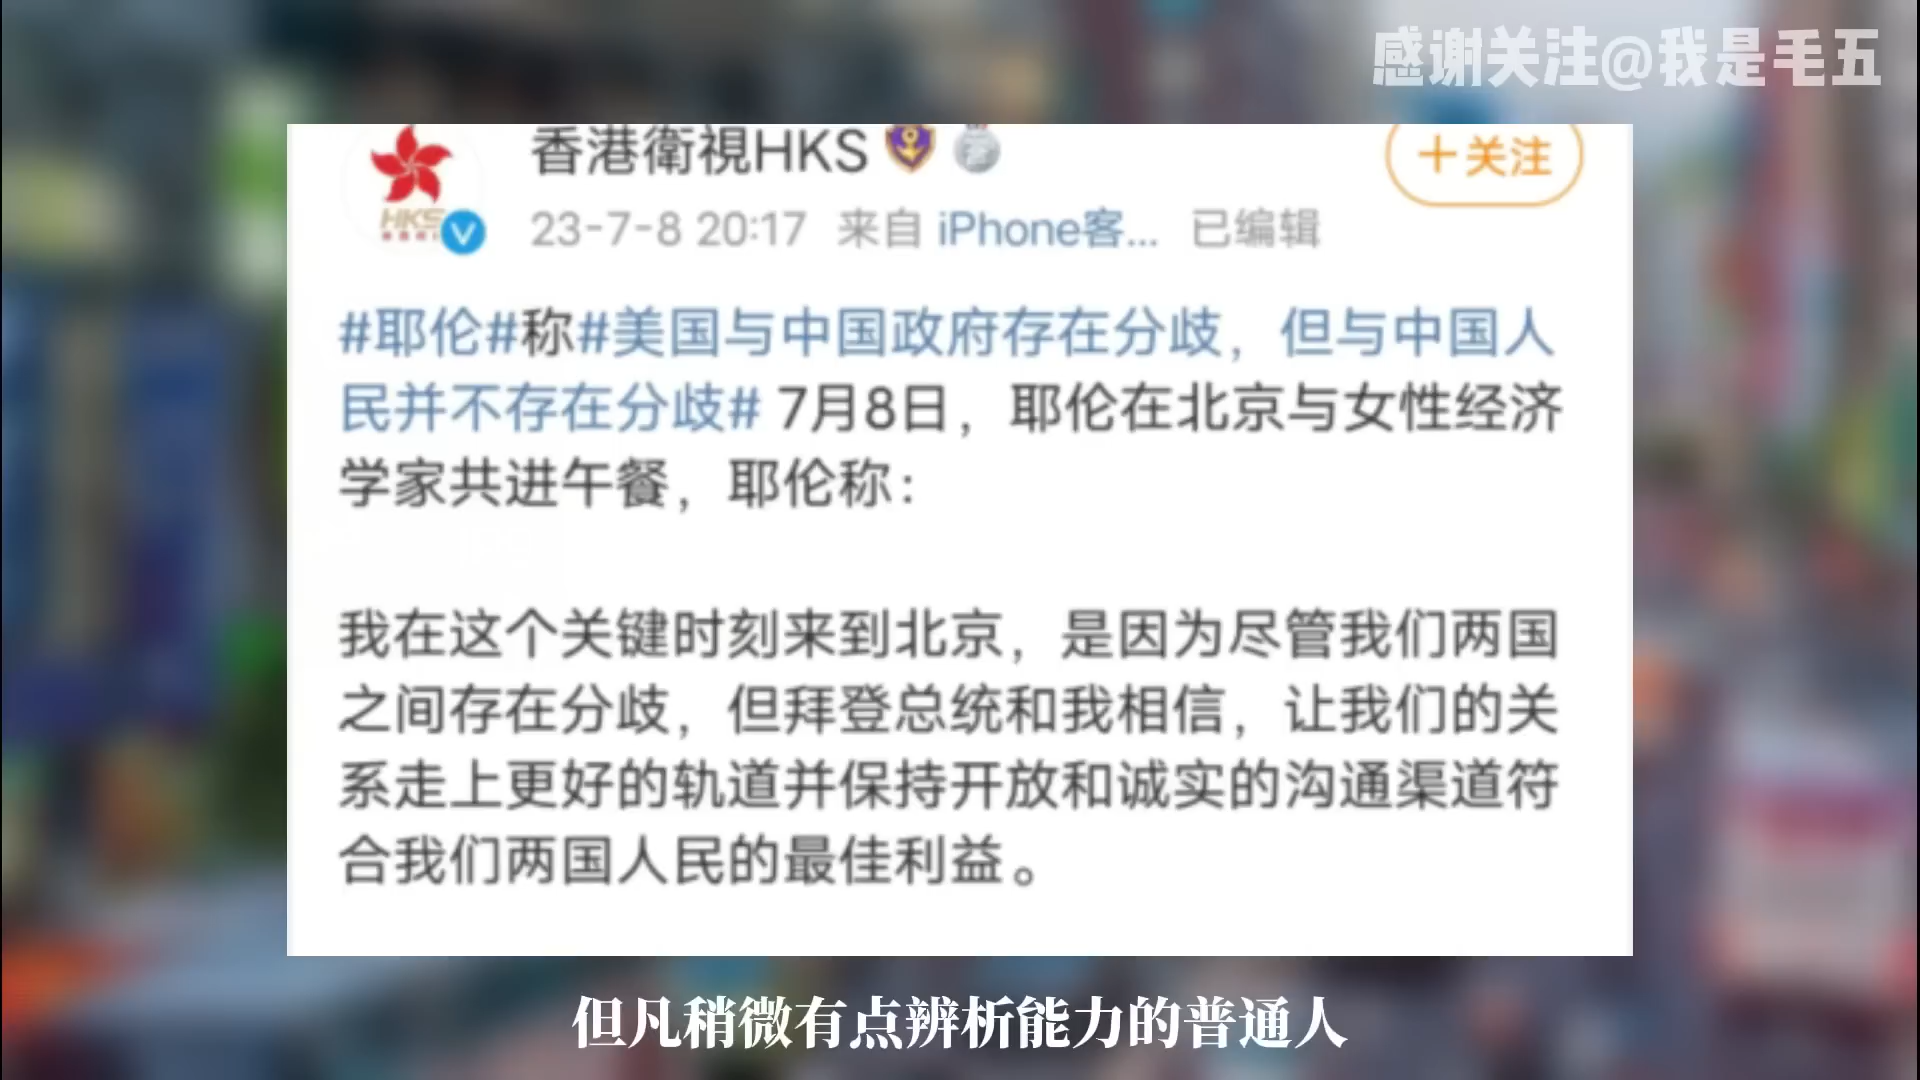 感谢关注@我是毛五
香港衛視HKS
+关注
HKS
23-7-8 20:17 来自 iPhone客... 已编辑
#耶伦#称#美国与中国政府存在分歧，但与中国人
民并不存在分歧# 7月8日，耶伦在北京与女性经济
学家共进午餐，耶伦称：
我在这个关键时刻来到北京，是因为尽管我们两国
之间存在分歧，但拜登总统和我相信，让我们的关
系走上更好的轨道并保持开放和诚实的沟通渠道符
合我们两国人民的最佳利益。
但凡稍微有点辨析能力的普通人